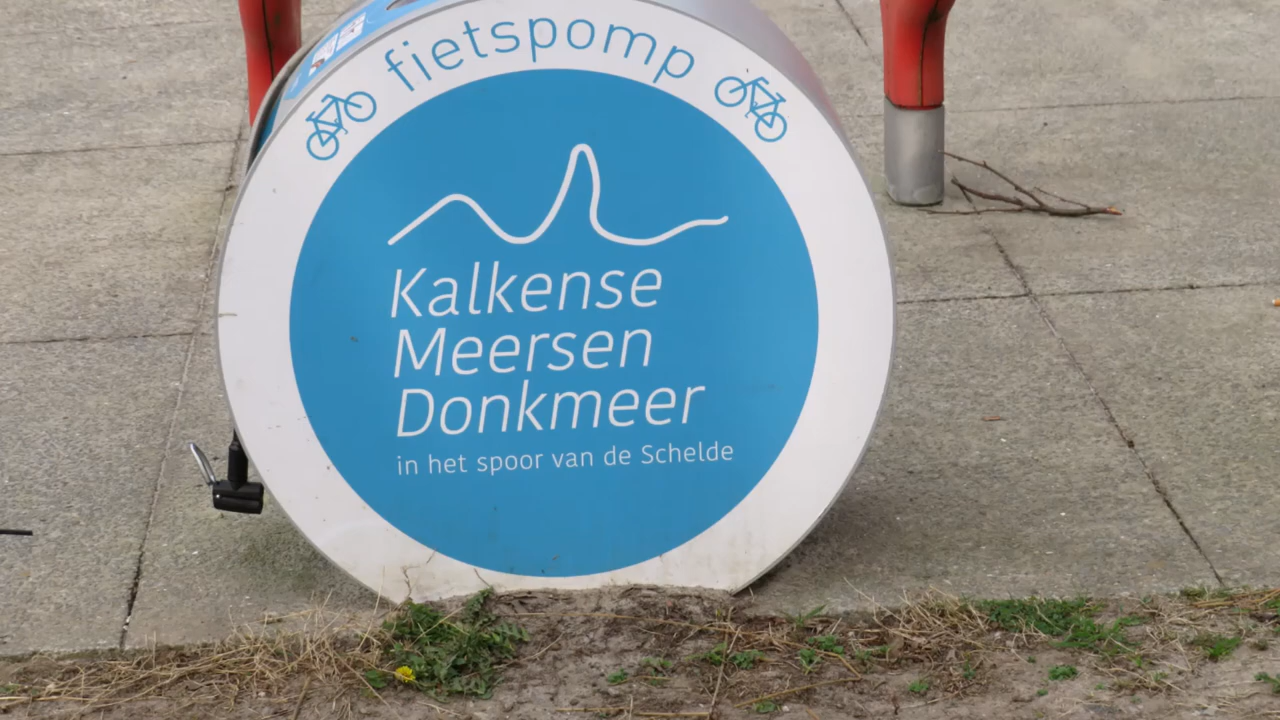 fietspomp
Kalkense
Meersen
Donkmeer
in het spoor van de Schelde